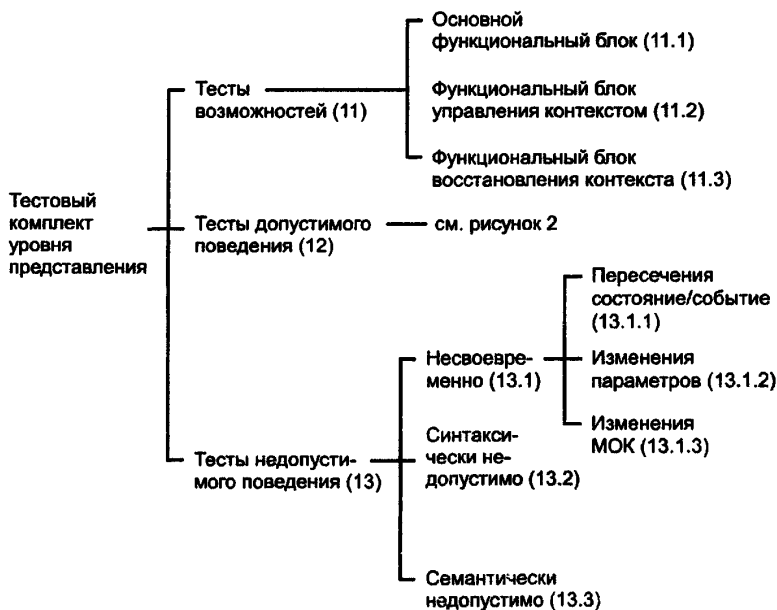 Основной
функциональный блок (11.1)
Тесты
возможностей (11)
Функциональный блок
управления контекстом (11.2)
Функциональный блок
восстановления контекста (11.3)
Тестовый
комплект
уровня
представления
Тесты допустимого
поведения (12)
см. рисунок 2
Пересечения
состояние/событие
(13.1.1)
Несвоевре-
менно (13.1)
Изменения
параметров (13.1.2)
Изменения
МОК (13.1.3)
Тесты недопусти-
мого поведения (13)
Синтакси-
чески не-
допустимо (13.2)
Семантически
недопустимо (13.3)